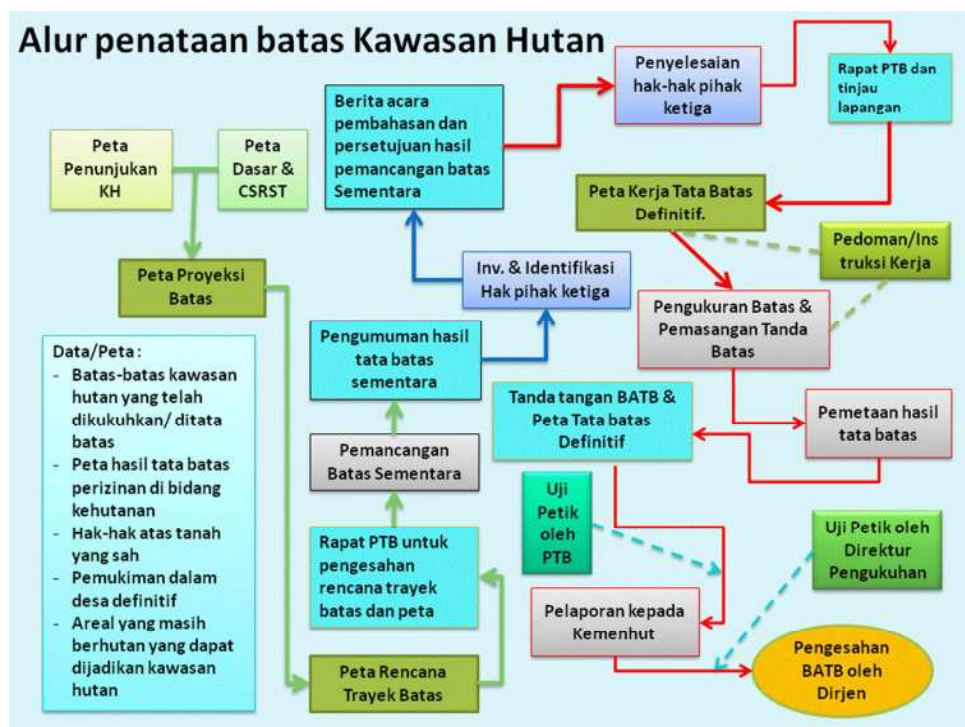 Alur penataan batas Kawasan Hutan
Peta
Penunjukan
KH
Peta
Dasar &
CSRST
Peta Proyeksi
Batas
Data/Peta :
- Batas-batas kawasan
hutan yang telah
dikukuhkan/ ditata
batas
- Peta hasil tata batas
perizinan di bidang
kehutanan
- Hak-hak atas tanah
yang sah
- Pemukiman dalam
desa definitif
- Areal yang masih
berhutan yang dapat
dijadikan kawasan
hutan
Peta Rencana
Trayek Batas
Rapat PTB untuk
pengesahan
rencana trayek
batas dan peta
Pemancangan
Batas Sementara
Pengumuman hasil
tata batas
sementara
Inv. & Identifikasi
Hak pihak ketiga
Berita acara
pembahasan dan
persetujuan hasil
pemancangan batas
Sementara
Penyelesaian
hak-hak pihak
ketiga
Rapat PTB dan
tinjau
lapangan
Peta Kerja Tata Batas
Definitif.
Pedoman/Ins
truksi Kerja
Pengukuran Batas &
Pemasangan Tanda
Batas
Pemetaan hasil
tata batas
Tanda tangan BATB &
Peta Tata batas
Definitif
Uji
Petik
oleh
PTB
Pelaporan kepada
Kemenhut
Uji Petik oleh
Direktur
Pengukuhan
Pengesahan
BATB oleh
Dirjen